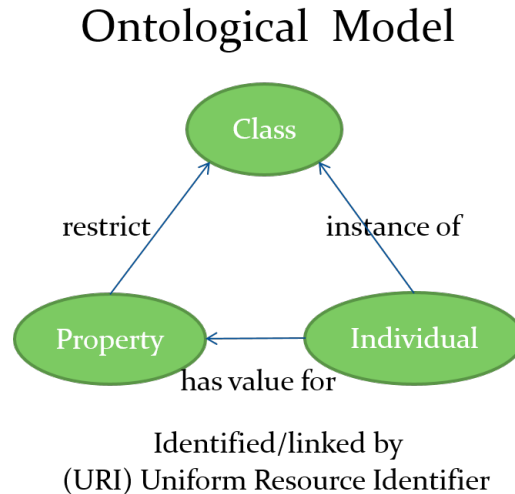 Ontological Model
Class
restrict
instance of
Property
Individual
has value for
Identified/linked by
(URI) Uniform Resource Identifier